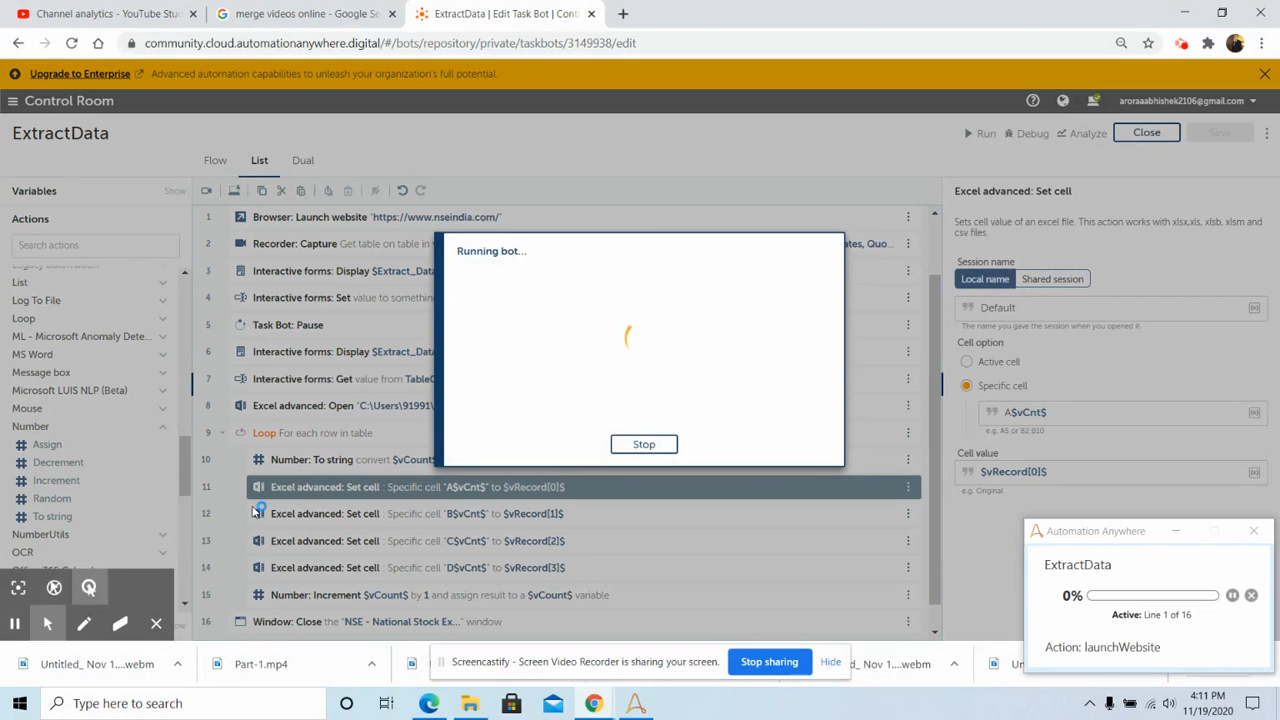 Channel analytics - YouTube Stu
merge videos online - Google Se
ExtractData | Edit Task Bot | Cont
community.cloud.automationanywhere.digital/#/bots/repository/private/taskbots/3149938/edit
Upgrade to Enterprise Advanced automation capabilities to unleash your organization's full potential.
Control Room
aroraaabhishek2106@gmail.com
ExtractData
Run Debug Analyze Close Save
Flow List Dual
Variables Show
Actions
Search actions
List
Log To File
Loop
ML - Microsoft Anomaly Dete...
MS Word
Message box
Microsoft LUIS NLP (Beta)
Mouse
Number
Assign
Decrement
Increment
Random
To string
NumberUtils
OCR
1 Browser: Launch website "https://www.nseindia.com/"
2 Recorder: Capture Get table on table in ates, Quo...
3 Interactive forms: Display $Extract_Data
4 Interactive forms: Set value to something
5 Task Bot: Pause
6 Interactive forms: Display $Extract_Data
7 Interactive forms: Get value from Table0
8 Excel advanced: Open "C:\Users\91991\
9 Loop For each row in table
10 Number: To string convert $vCount$
11 Excel advanced: Set cell : Specific cell "A$vCnt$" to $vRecord[0]$
12 Excel advanced: Set cell : Specific cell "B$vCnt$" to $vRecord[1]$
13 Excel advanced: Set cell : Specific cell "C$vCnt$" to $vRecord[2]$
14 Excel advanced: Set cell : Specific cell "D$vCnt$" to $vRecord[3]$
15 Number: Increment $vCount$ by 1 and assign result to a $vCount$ variable
16 Window: Close the "NSE - National Stock Ex..." window
Running bot...
Stop
Excel advanced: Set cell
Sets cell value of an excel file. This action works with xlsx,xls, xlsb, xlsm and
csv files.
Session name
Local name Shared session
Default
The name you gave the session when you opened it.
Cell option
Active cell
Specific cell
A$vCnt$
e.g. A5 or B2:B10
Cell value
$vRecord[0]$
e.g. Original
Automation Anywhere
ExtractData
0%
Active: Line 1 of 16
Action: launchWebsite
Untitled_ Nov 1....webm
Part-1.mp4
Screencastify - Screen Video Recorder is sharing your screen. Stop sharing Hide
d_ Nov 1....webm
Un
Type here to search
4:11 PM
11/19/2020